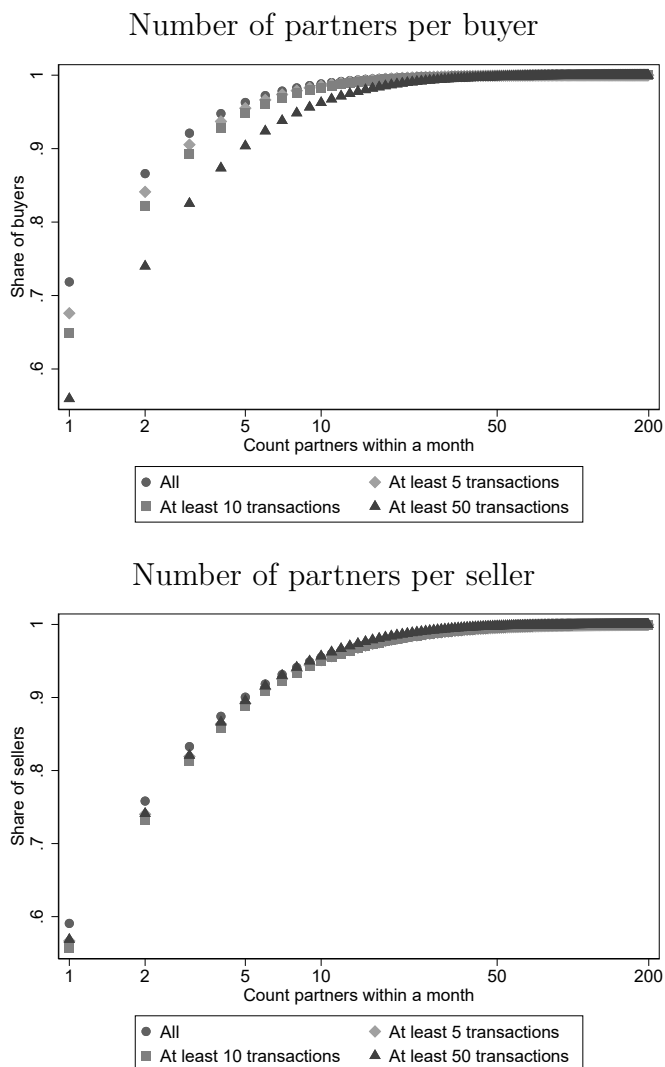 Number of partners per buyer
1
.9
.8
.7
.6
Share of buyers
1 2 5 10 50 200
Count partners within a month
All At least 5 transactions
At least 10 transactions At least 50 transactions
Number of partners per seller
1
.9
.8
.7
.6
Share of sellers
1 2 5 10 50 200
Count partners within a month
All At least 5 transactions
At least 10 transactions At least 50 transactions